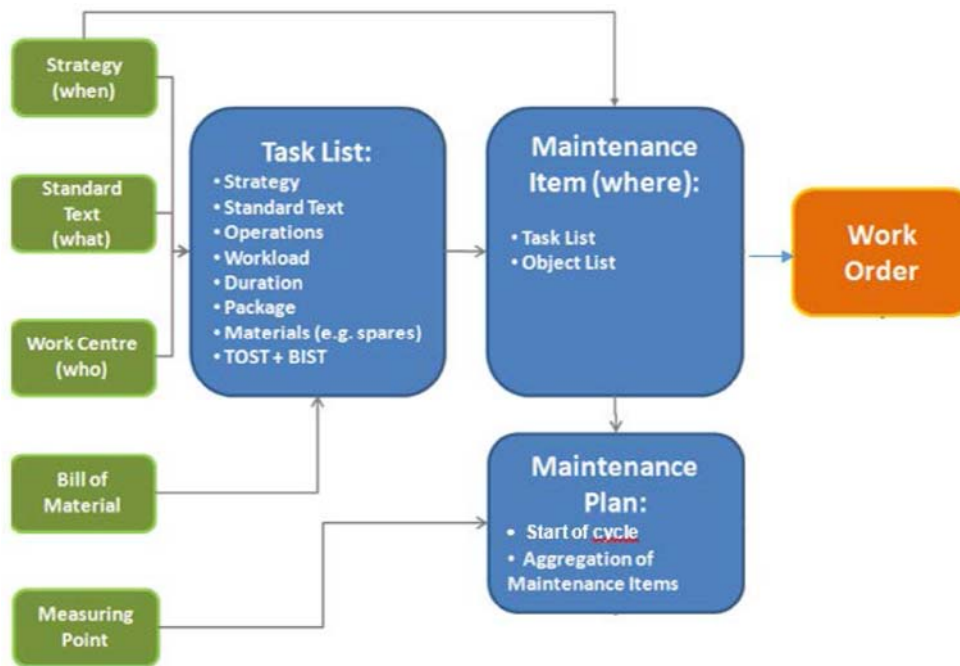 Strategy
(when)
Standard
Text
(what)
Work Centre
(who)
Bill of
Material
Measuring
Point
Task List:
• Strategy
• Standard Text
• Operations
• Workload
• Duration
• Package
• Materials (e.g. spares)
• TOST + BIST
Maintenance
Item (where):
• Task List
• Object List
Maintenance
Plan:
• Start of cycle
• Aggregation of
Maintenance Items
Work
Order